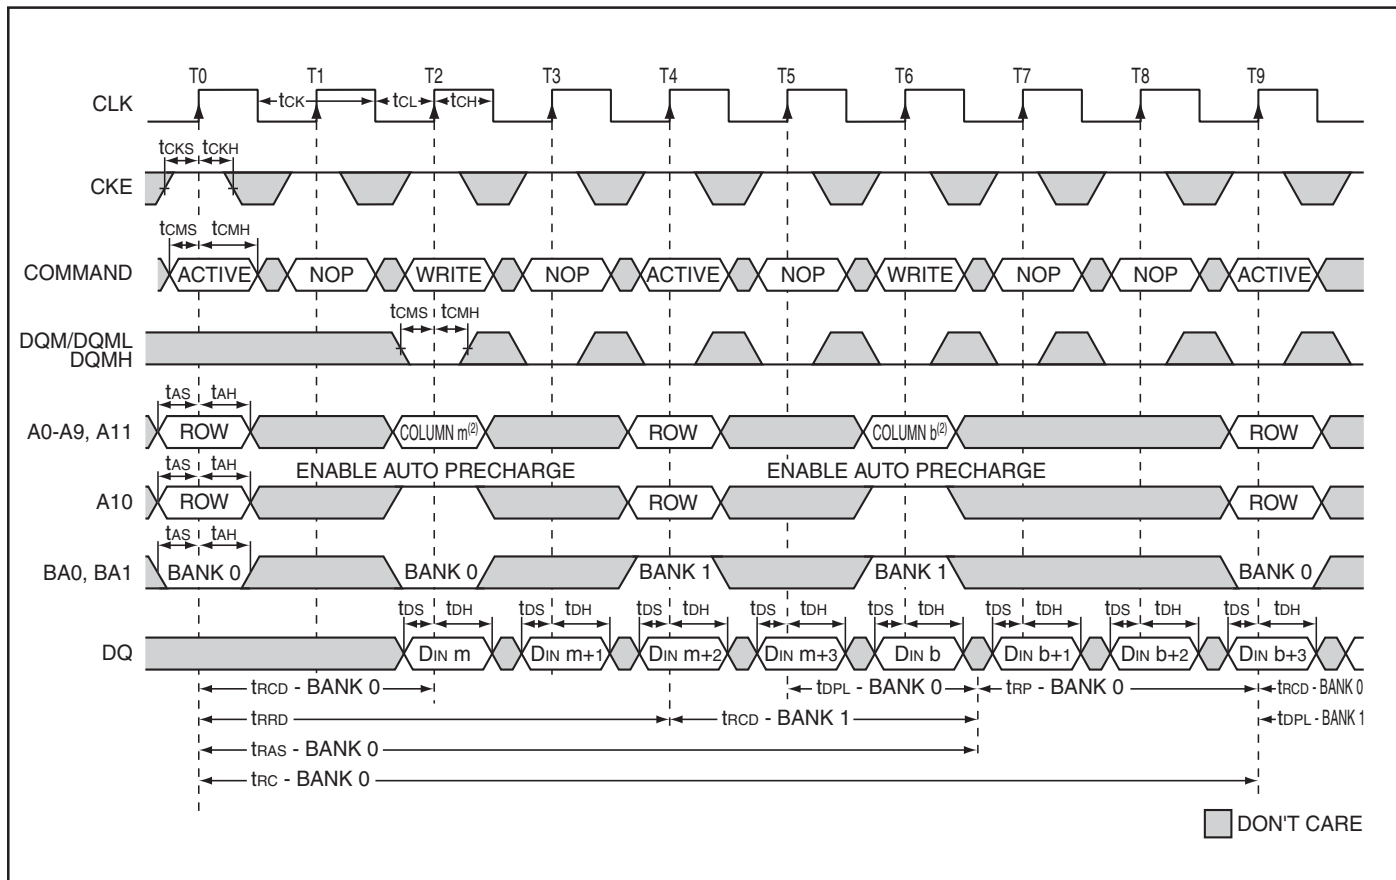 T0 T1 T2 T3 T4 T5 T6 T7 T8 T9
CLK tCK tCL tCH
tCKS tCKH
CKE
tCMS tCMH
COMMAND ACTIVE NOP WRITE NOP ACTIVE NOP WRITE NOP NOP ACTIVE
tCMS tCMH
DQM/DQML
DQMH
tAS tAH
A0-A9, A11 ROW COLUMN m(2) ROW COLUMN b(2) ROW
tAS tAH ENABLE AUTO PRECHARGE ENABLE AUTO PRECHARGE
A10 ROW ROW ROW
tAS tAH
BA0, BA1 BANK 0 BANK 0 BANK 1 BANK 1 BANK 0
tDS tDH tDS tDH tDS tDH tDS tDH tDS tDH tDS tDH tDS tDH tDS tDH
DQ DIN m DIN m+1 DIN m+2 DIN m+3 DIN b DIN b+1 DIN b+2 DIN b+3
tRCD - BANK 0 tDPL - BANK 0 tRP - BANK 0 tRCD - BANK 0
tRRD tRCD - BANK 1 tDPL - BANK 1
tRAS - BANK 0
tRC - BANK 0
DON'T CARE